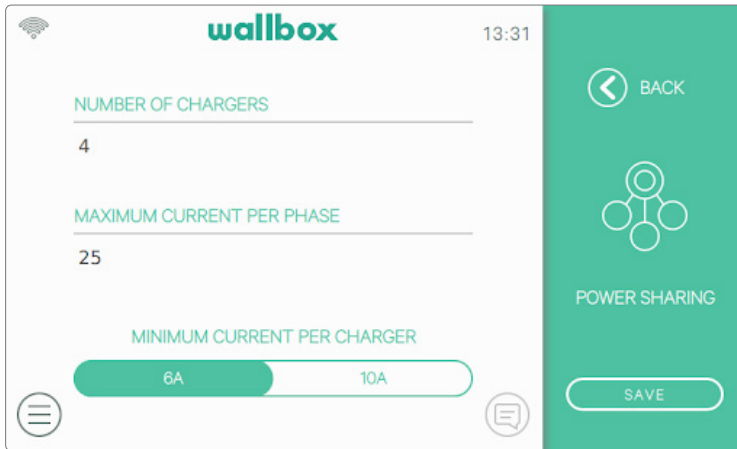 wallbox
13:31
NUMBER OF CHARGERS
4
MAXIMUM CURRENT PER PHASE
25
MINIMUM CURRENT PER CHARGER
6A 10A
BACK
POWER SHARING
SAVE